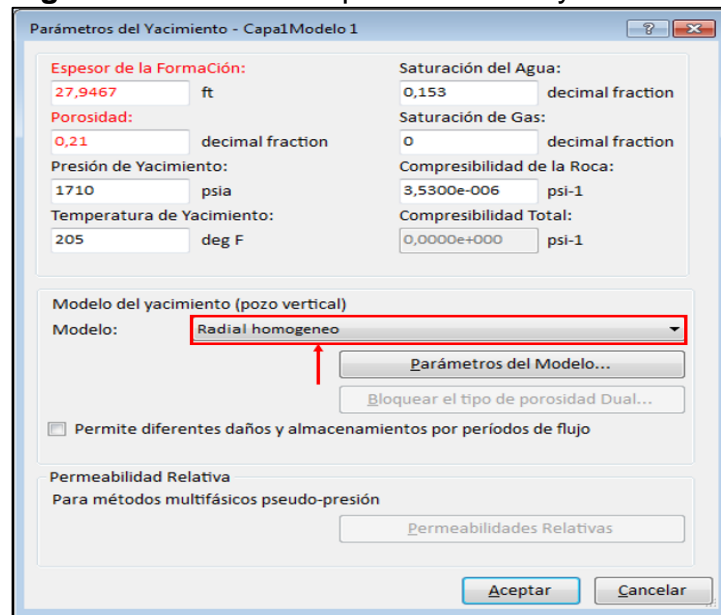 Parámetros del Yacimiento - Capa1Modelo 1
Espesor de la ForMaCión:
27,9467 ft
Porosidad:
0,21 decimal fraction
Presión de Yacimiento:
1710 psia
Temperatura de Yacimiento:
205 deg F
Saturación del Agua:
0,153 decimal fraction
Saturación de Gas:
0 decimal fraction
Compresibilidad de la Roca:
3,5300e-006 psi-1
Compresibilidad Total:
0,0000e+000 psi-1
Modelo del yacimiento (pozo vertical)
Modelo: Radial homogeneo
Parámetros del Modelo...
Bloquear el tipo de porosidad Dual...
Permite diferentes daños y almacenamientos por períodos de flujo
Permeabilidad Relativa
Para métodos multifásicos pseudo-presión
Permeabilidades Relativas
Aceptar Cancelar